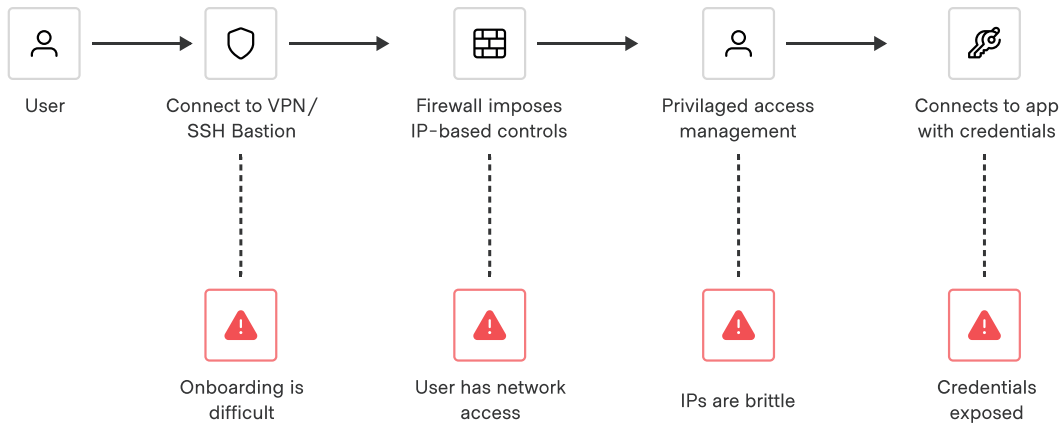 User
Connect to VPN/
SSH Bastion
Firewall imposes
IP-based controls
Privilaged access
management
Connects to app
with credentials
Onboarding is
difficult
User has network
access
IPs are brittle
Credentials
exposed